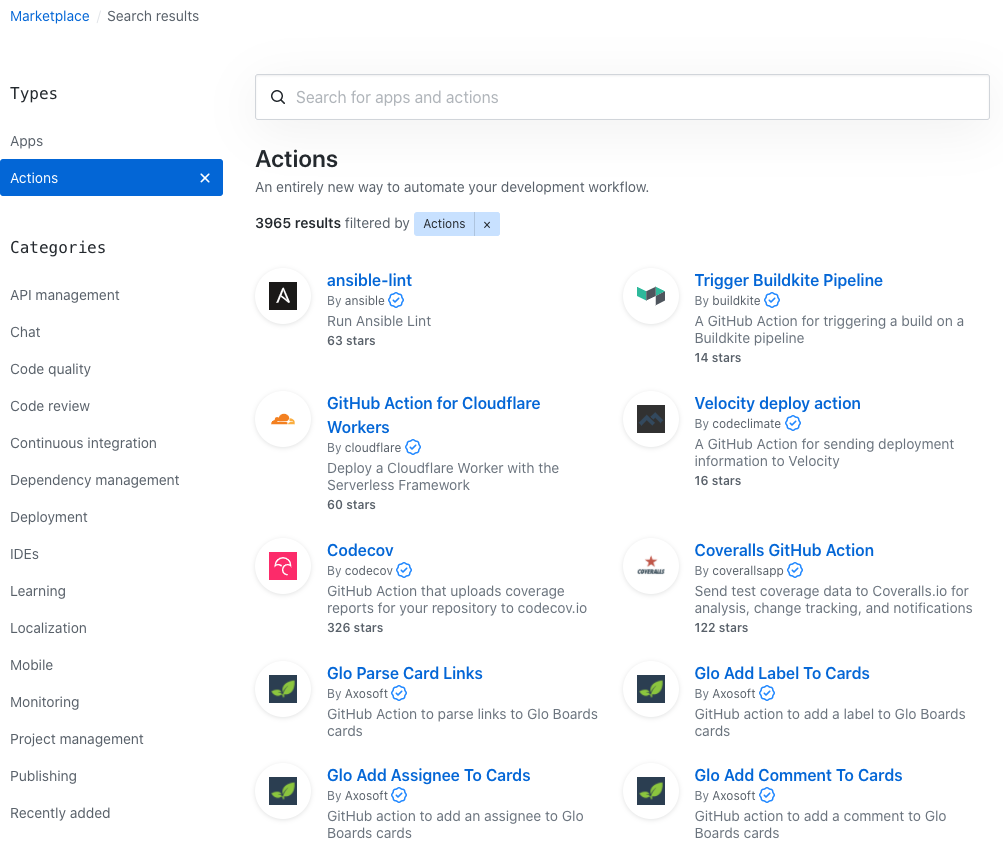 Marketplace / Search results
Types
Apps
Actions
Categories
API management
Chat
Code quality
Code review
Continuous integration
Dependency management
Deployment
IDEs
Learning
Localization
Mobile
Monitoring
Project management
Publishing
Recently added
Search for apps and actions
Actions
An entirely new way to automate your development workflow.
3965 results filtered by Actions ×
ansible-lint
By ansible
Run Ansible Lint
63 stars
Trigger Buildkite Pipeline
By buildkite
A GitHub Action for triggering a build on a
Buildkite pipeline
14 stars
GitHub Action for Cloudflare
Workers
By cloudflare
Deploy a Cloudflare Worker with the
Serverless Framework
60 stars
Velocity deploy action
By codeclimate
A GitHub Action for sending deployment
information to Velocity
16 stars
Codecov
By codecov
GitHub Action that uploads coverage
reports for your repository to codecov.io
326 stars
COVERALLS
Coveralls GitHub Action
By coverallsapp
Send test coverage data to Coveralls.io for
analysis, change tracking, and notifications
122 stars
Glo Parse Card Links
By Axosoft
GitHub Action to parse links to Glo Boards
cards
Glo Add Label To Cards
By Axosoft
GitHub action to add a label to Glo Boards
cards
Glo Add Assignee To Cards
By Axosoft
GitHub action to add an assignee to Glo
Boards cards
Glo Add Comment To Cards
By Axosoft
GitHub action to add a comment to Glo
Boards cards